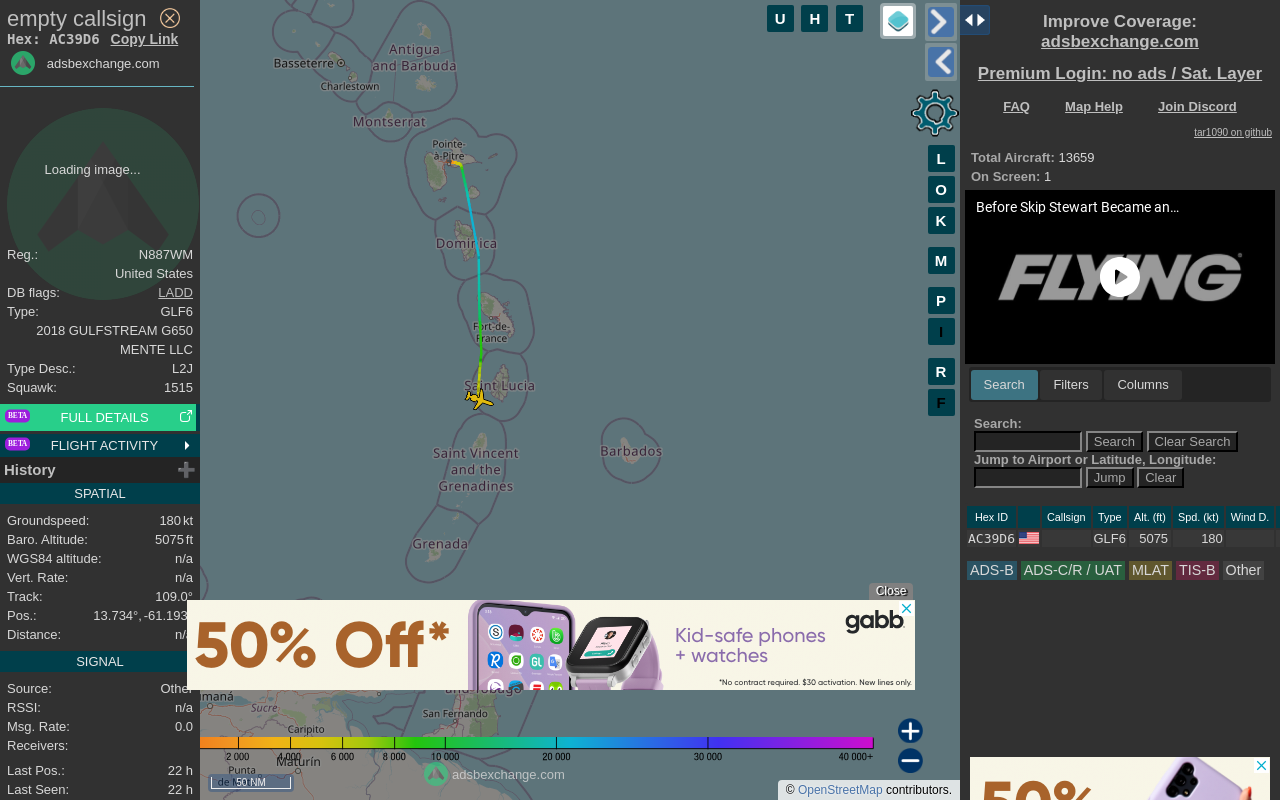 empty callsign
Hex: AC39D6 Copy Link
adsbexchange.com
Loading image...
Reg.: N887WM
United States
DB flags: LADD
Type: GLF6
2018 GULFSTREAM G650
MENTE LLC
Type Desc.: L2J
Squawk: 1515
BETA FULL DETAILS
BETA FLIGHT ACTIVITY
History
SPATIAL
Groundspeed: 180 kt
Baro. Altitude: 5075 ft
WGS84 altitude: n/a
Vert. Rate: n/a
Track: 109.0°
Pos.: 13.734°, -61.193
Distance: n/a
SIGNAL
Source: Other
RSSI: n/a
Msg. Rate: 0.0
Receivers:
Last Pos.: 22 h
Last Seen: 22 h
Antigua
and Barbuda
Basseterre
Charlestown
Montserrat
Pointe-
à-Pitre
Dominica
Fort-de-
France
Saint Lucia
Saint Vincent
and the
Grenadines
Barbados
Grenada
U H T
L
O
K
M
P
I
R
F
Close
50% Off*
Kid-safe phones
+ watches
gabb
*No contract required. $30 activation. New lines only.
and Tobago
umaná
Sucre
San Fernando
Caripito
2 000 4 000 6 000 8 000 10 000 20 000 30 000 40 000+
Maturín
Punta
de M
50 NM
adsbexchange.com
© OpenStreetMap contributors.
Improve Coverage:
adsbexchange.com
Premium Login: no ads / Sat. Layer
FAQ Map Help Join Discord
tar1090 on github
Total Aircraft: 13659
On Screen: 1
Before Skip Stewart Became an...
FLYING
Search Filters Columns
Search:
Search Clear Search
Jump to Airport or Latitude, Longitude:
Jump Clear
Hex ID Callsign Type Alt. (ft) Spd. (kt) Wind D.
AC39D6 GLF6 5075 180
ADS-B ADS-C/R / UAT MLAT TIS-B Other
50%